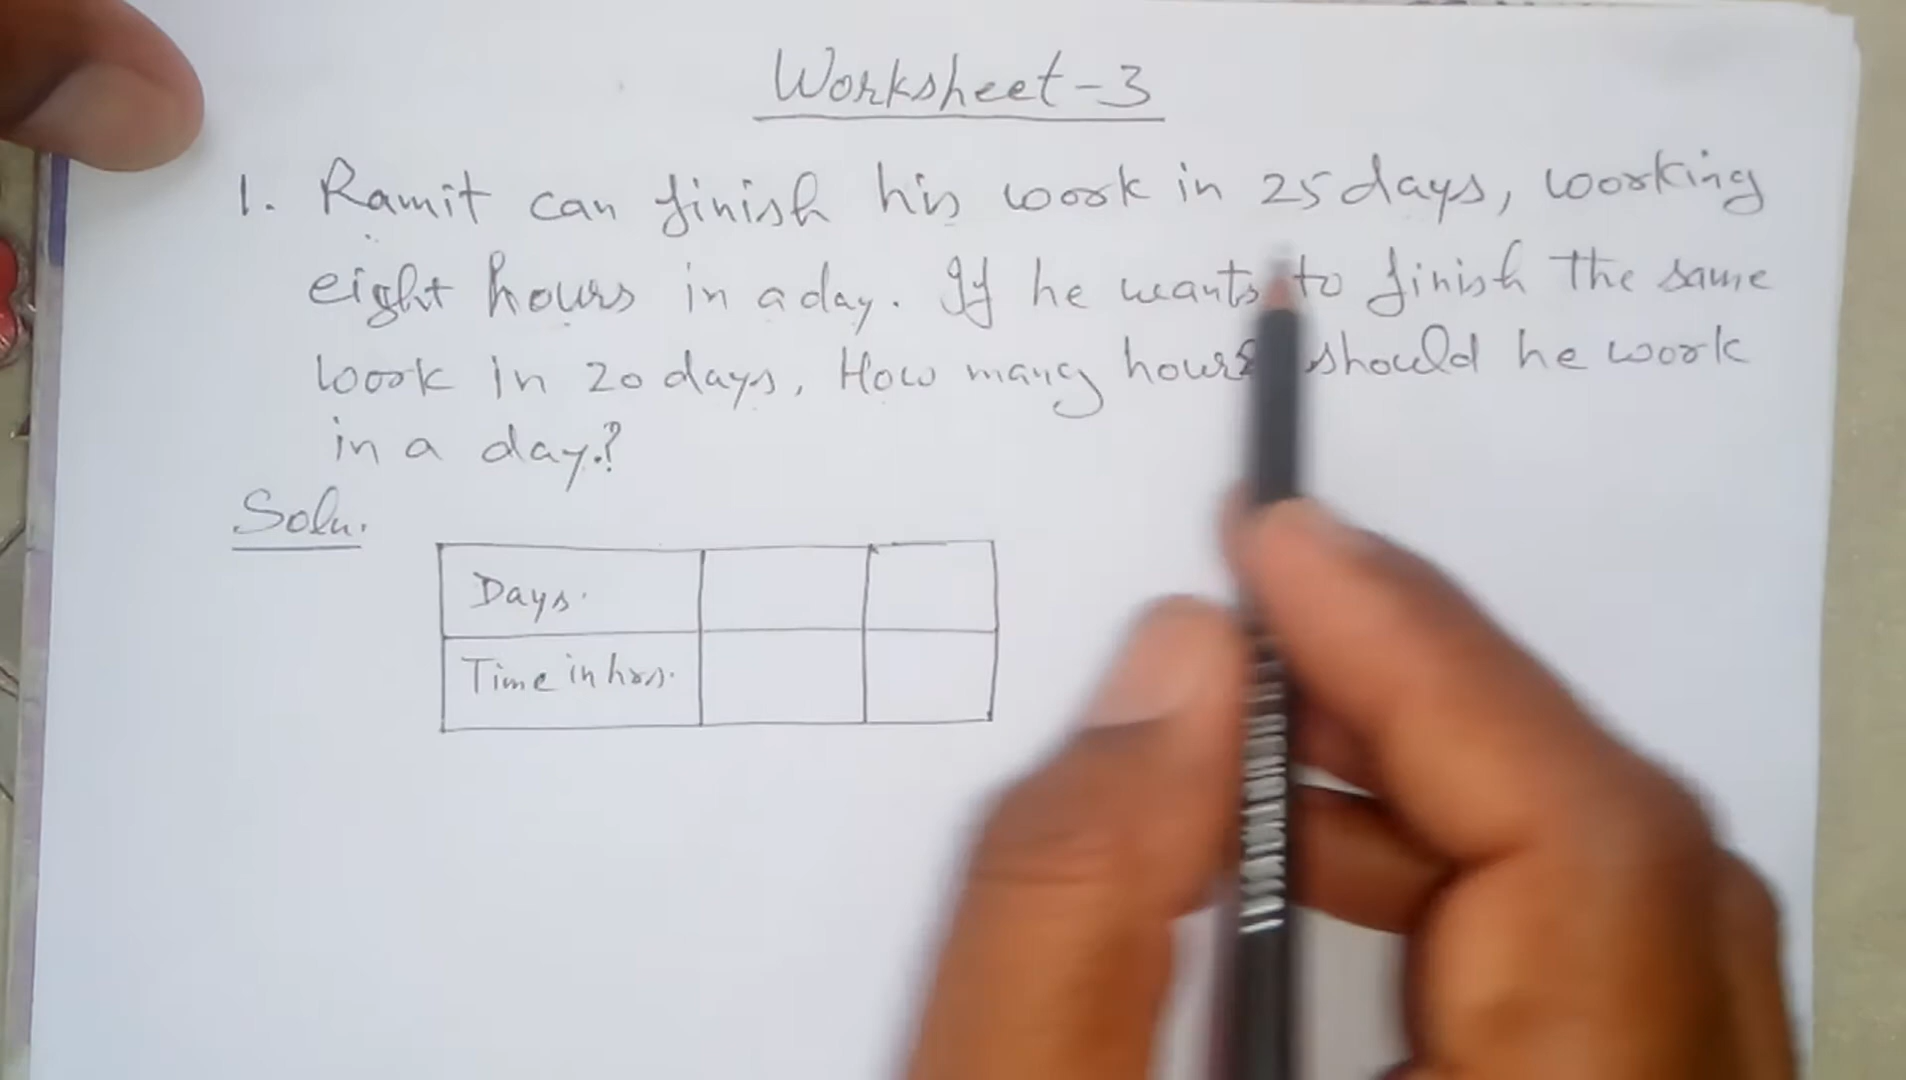 Worksheet-3
1. Ramit can finish his work in 25 days, working
eight hours in a day. If he wants to finish the same
work in 20 days, How many hours should he work
in a day.?
Soln.
Days.
Time in hrs.